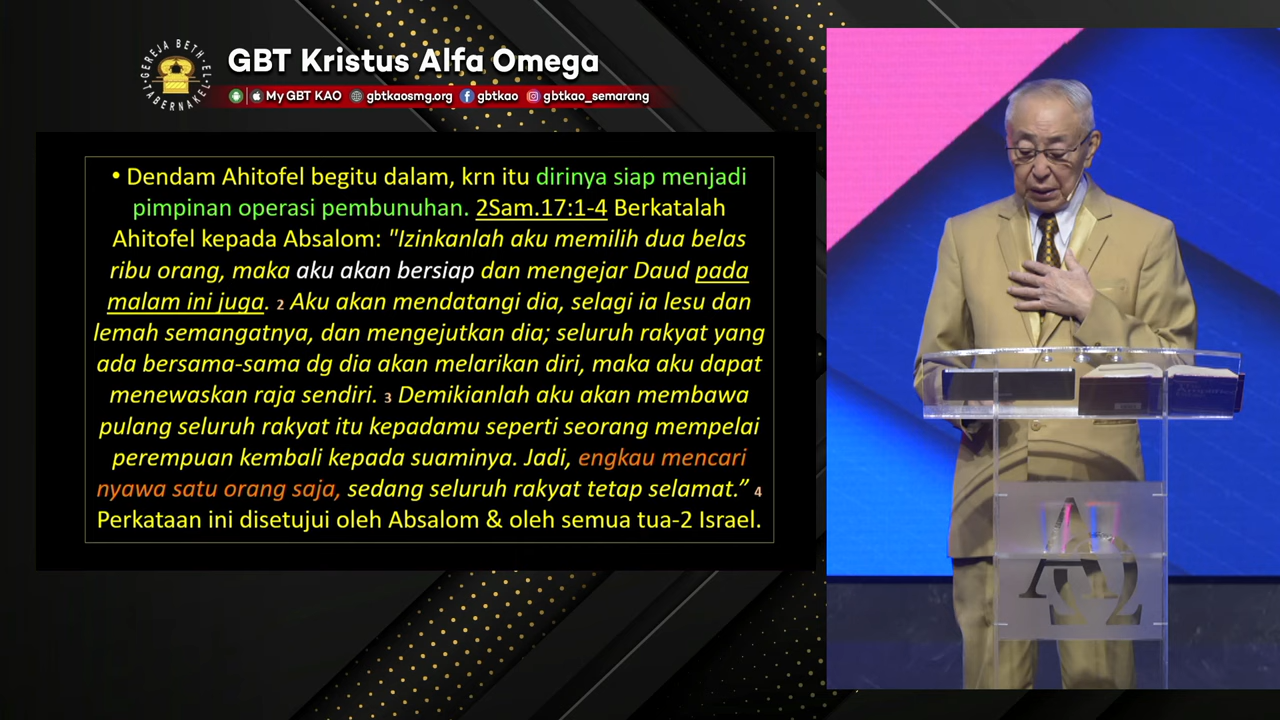 GEREJA BETH-EL TABERNAKEL
GBT Kristus Alfa Omega
My GBT KAO gbtkaosmg.org gbtkao gbtkao_semarang
• Dendam Ahitofel begitu dalam, krn itu dirinya siap menjadi
pimpinan operasi pembunuhan. 2Sam.17:1-4 Berkatalah
Ahitofel kepada Absalom: "Izinkanlah aku memilih dua belas
ribu orang, maka aku akan bersiap dan mengejar Daud pada
malam ini juga. 2 Aku akan mendatangi dia, selagi ia lesu dan
lemah semangatnya, dan mengejutkan dia; seluruh rakyat yang
ada bersama-sama dg dia akan melarikan diri, maka aku dapat
menewaskan raja sendiri. 3 Demikianlah aku akan membawa
pulang seluruh rakyat itu kepadamu seperti seorang mempelai
perempuan kembali kepada suaminya. Jadi, engkau mencari
nyawa satu orang saja, sedang seluruh rakyat tetap selamat.” 4
Perkataan ini disetujui oleh Absalom & oleh semua tua-2 Israel.
ΑΩ